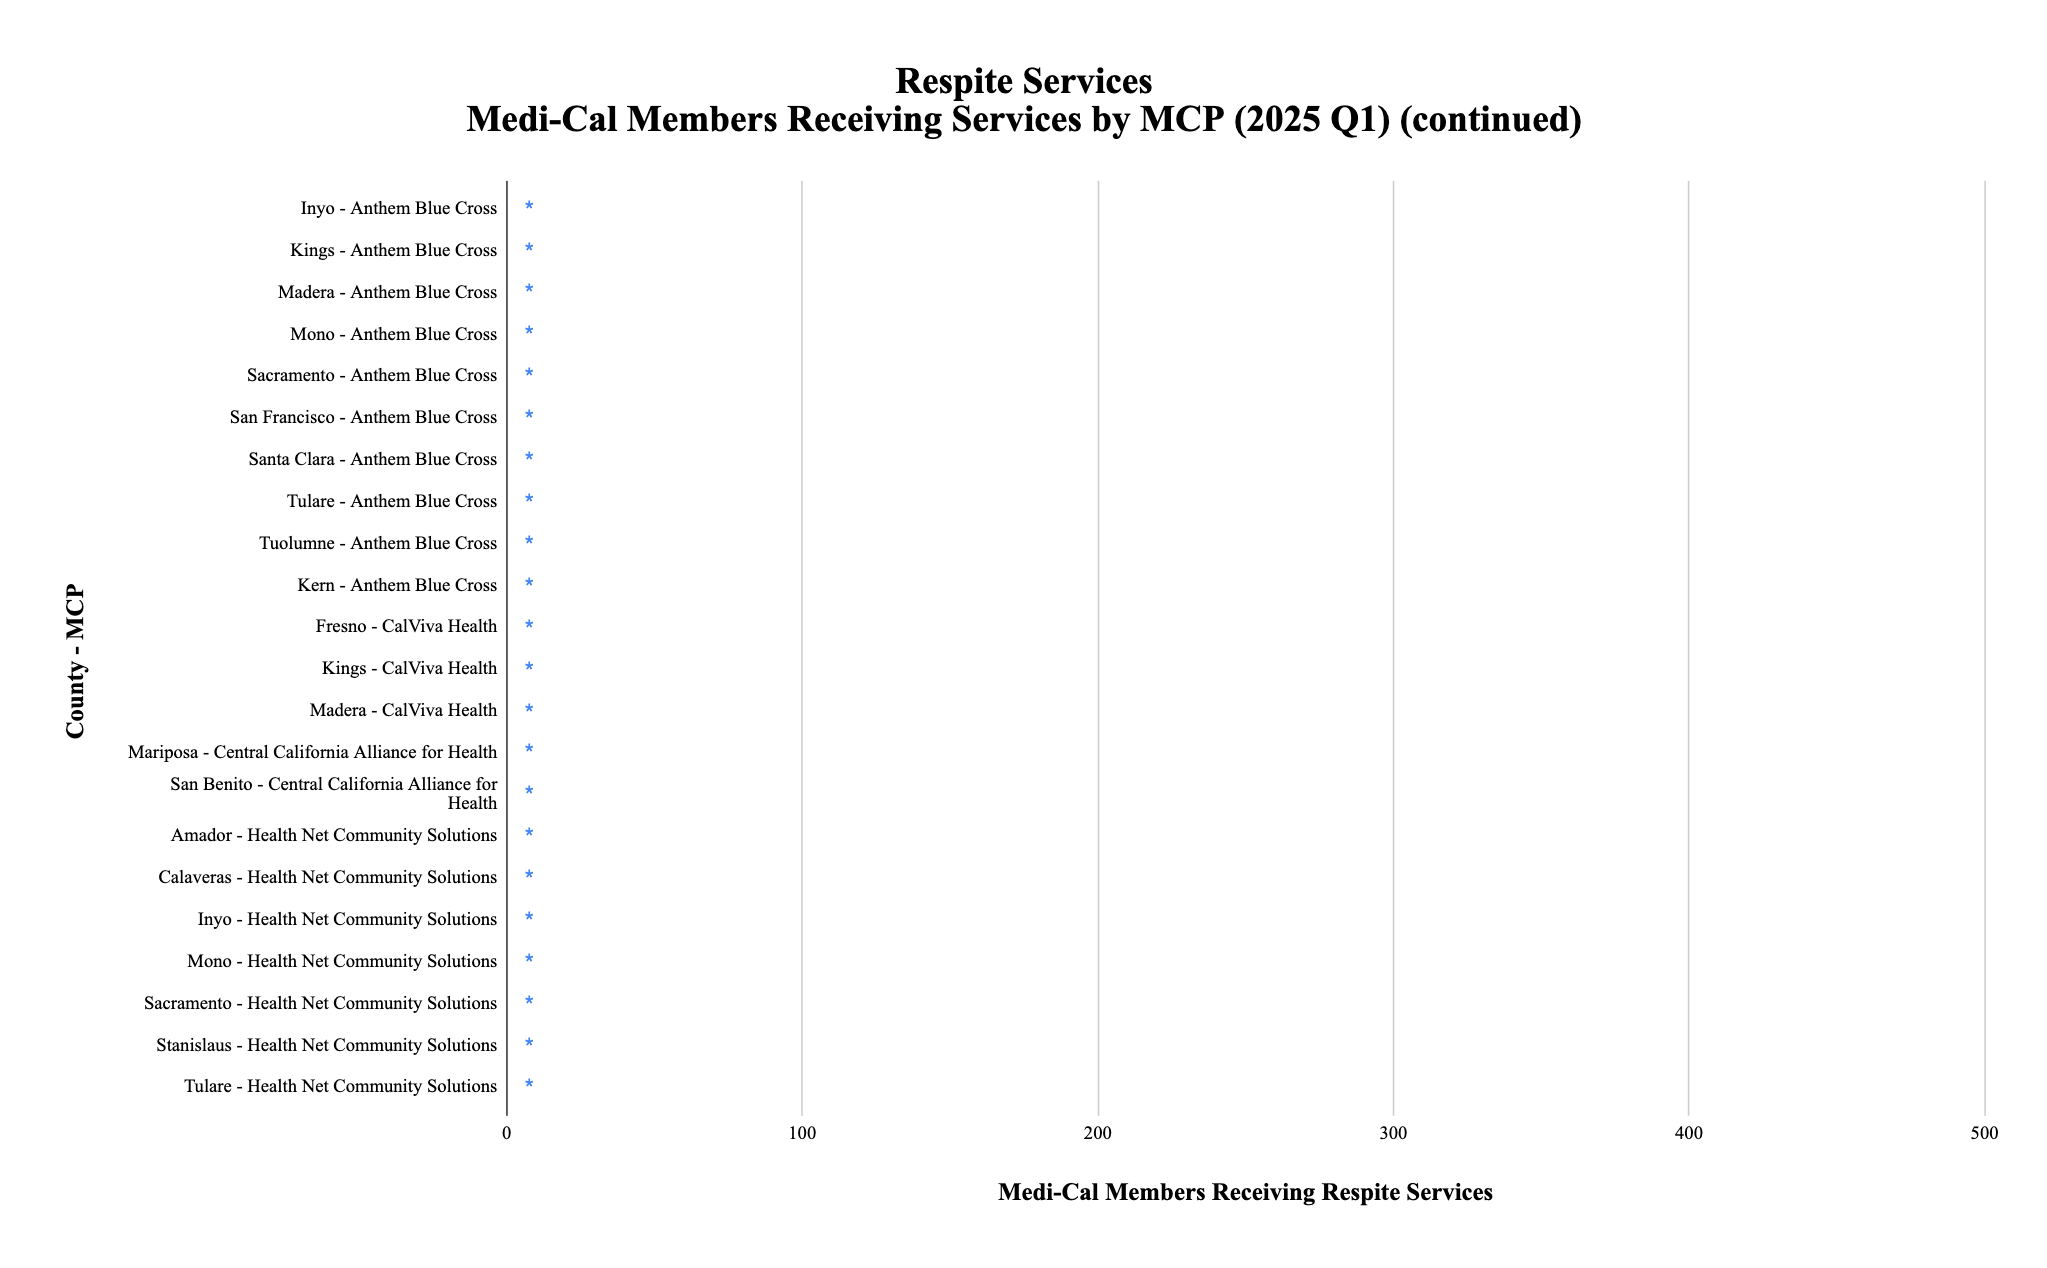 Respite Services
Medi-Cal Members Receiving Services by MCP (2025 Q1) (continued)
County - MCP
Inyo - Anthem Blue Cross *
Kings - Anthem Blue Cross *
Madera - Anthem Blue Cross *
Mono - Anthem Blue Cross *
Sacramento - Anthem Blue Cross *
San Francisco - Anthem Blue Cross *
Santa Clara - Anthem Blue Cross *
Tulare - Anthem Blue Cross *
Tuolumne - Anthem Blue Cross *
Kern - Anthem Blue Cross *
Fresno - CalViva Health *
Kings - CalViva Health *
Madera - CalViva Health *
Mariposa - Central California Alliance for Health *
San Benito - Central California Alliance for
Health *
Amador - Health Net Community Solutions *
Calaveras - Health Net Community Solutions *
Inyo - Health Net Community Solutions *
Mono - Health Net Community Solutions *
Sacramento - Health Net Community Solutions *
Stanislaus - Health Net Community Solutions *
Tulare - Health Net Community Solutions *
0 100 200 300 400 500
Medi-Cal Members Receiving Respite Services